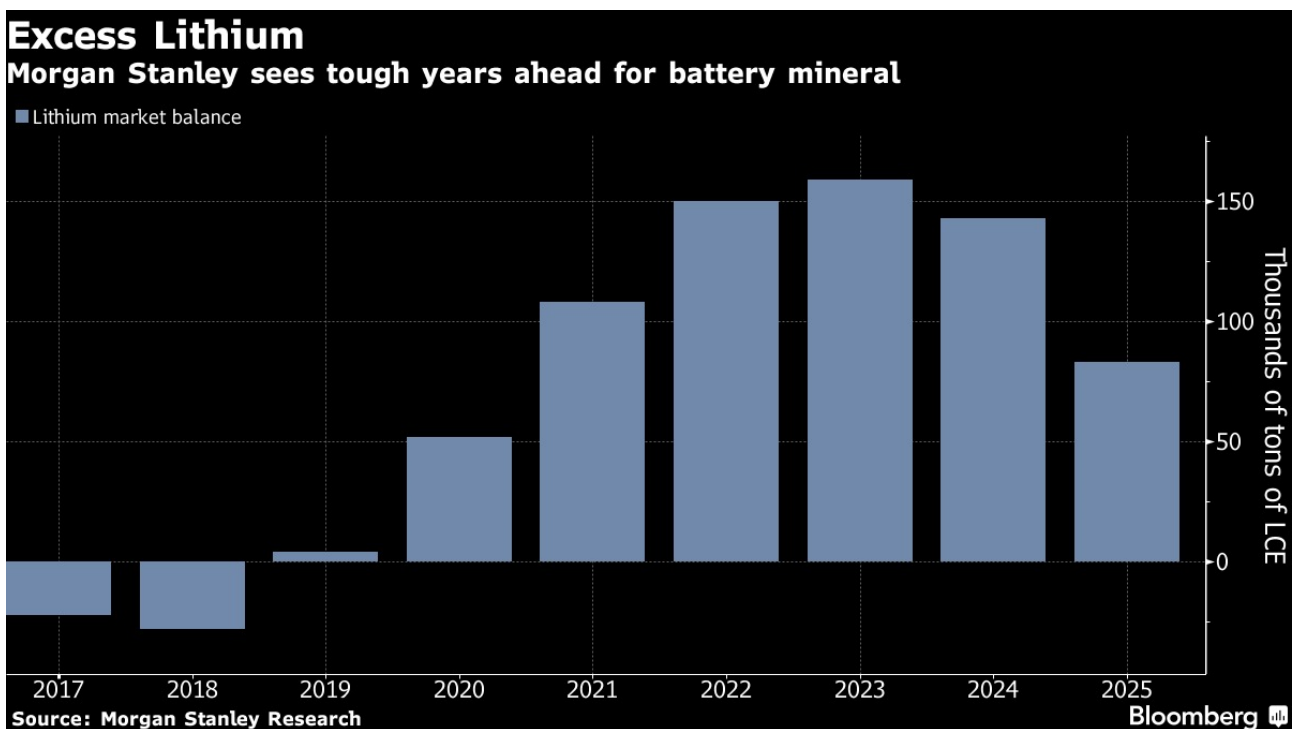 Excess Lithium
Morgan Stanley sees tough years ahead for battery mineral
Lithium market balance
150
100
50
0
Thousands of tons of LCE
2017 2018 2019 2020 2021 2022 2023 2024 2025
Source: Morgan Stanley Research
Bloomberg